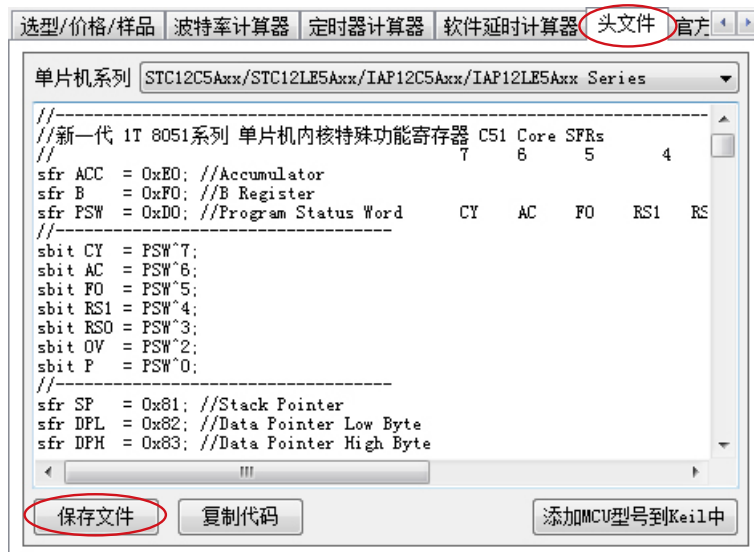 选型/价格/样品 波特率计算器 定时器计算器 软件延时计算器 头文件 官方
单片机系列 STC12C5Axx/STC12LE5Axx/IAP12C5Axx/IAP12LE5Axx Series
//--------------------------------------------------------------------------------
//新一代 1T 8051系列 单片机内核特殊功能寄存器 C51 Core SFRs
// 7 6 5 4
sfr ACC = 0xE0; //Accumulator
sfr B = 0xF0; //B Register
sfr PSW = 0xD0; //Program Status Word CY AC F0 RS1 RS
//-----------------------------------
sbit CY = PSW^7;
sbit AC = PSW^6;
sbit F0 = PSW^5;
sbit RS1 = PSW^4;
sbit RS0 = PSW^3;
sbit OV = PSW^2;
sbit P = PSW^0;
//-----------------------------------
sfr SP = 0x81; //Stack Pointer
sfr DPL = 0x82; //Data Pointer Low Byte
sfr DPH = 0x83; //Data Pointer High Byte
保存文件 复制代码 添加MCU型号到Keil中